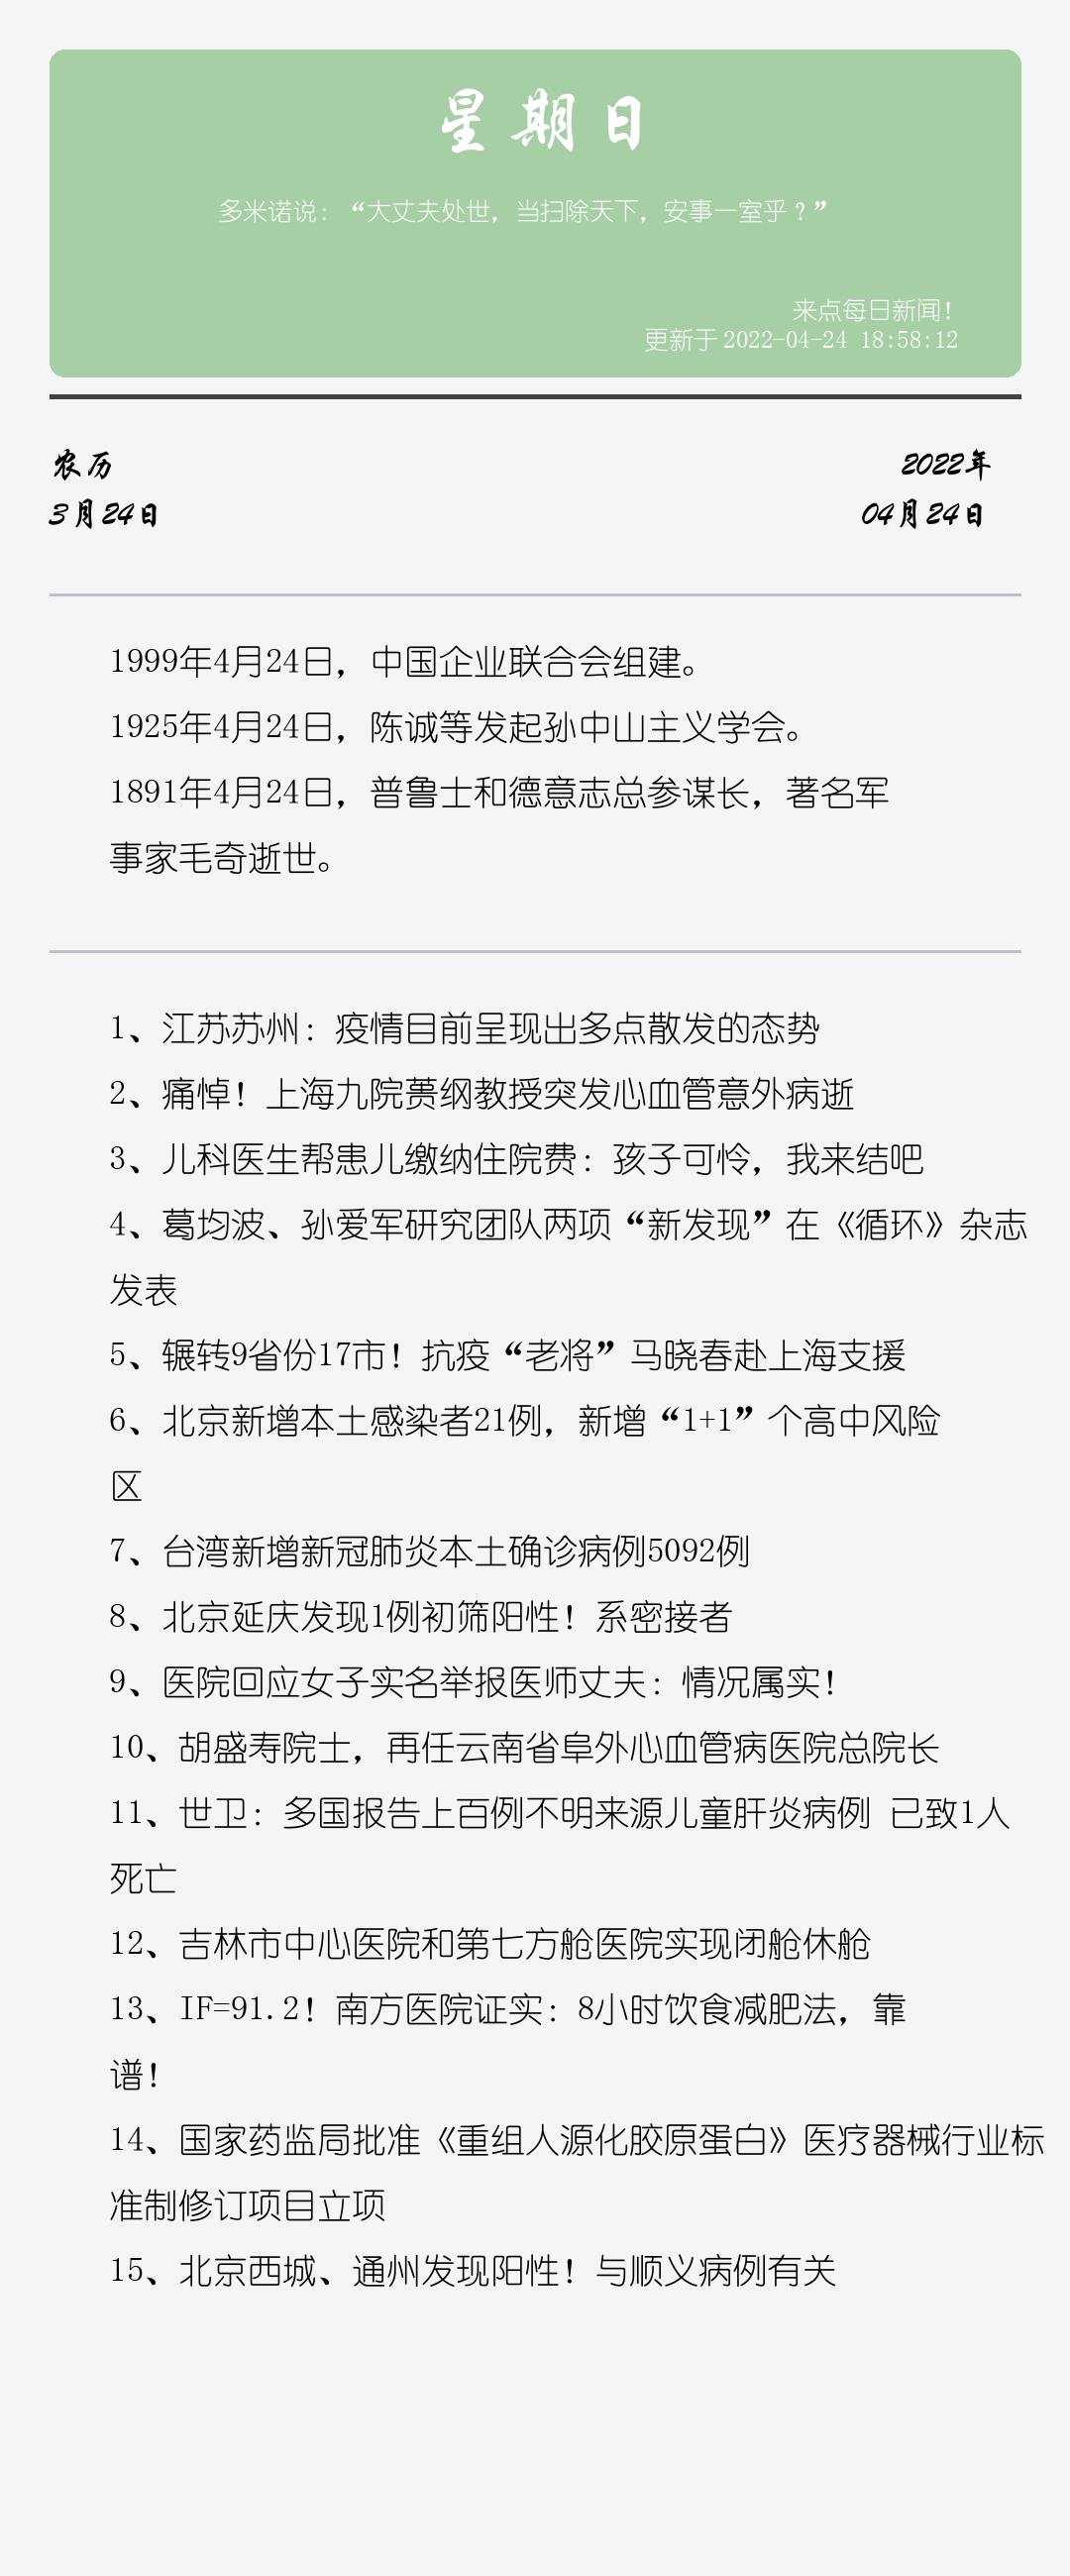 星期日
多米诺说：“大丈夫处世，当扫除天下，安事一室乎？”
来点每日新闻！
更新于 2022-04-24 18:58:12
农历
2022年
3月24日
04月24日
1999年4月24日，中国企业联合会组建。
1925年4月24日，陈诚等发起孙中山主义学会。
1891年4月24日，普鲁士和德意志总参谋长，著名军
事家毛奇逝世。
1、江苏苏州：疫情目前呈现出多点散发的态势
2、痛悼！上海九院蒉纲教授突发心血管意外病逝
3、儿科医生帮患儿缴纳住院费：孩子可怜，我来结吧
4、葛均波、孙爱军研究团队两项“新发现”在《循环》杂志
发表
5、辗转9省份17市！抗疫“老将”马晓春赴上海支援
6、北京新增本土感染者21例，新增“1+1”个高中风险
区
7、台湾新增新冠肺炎本土确诊病例5092例
8、北京延庆发现1例初筛阳性！系密接者
9、医院回应女子实名举报医师丈夫：情况属实！
10、胡盛寿院士，再任云南省阜外心血管病医院总院长
11、世卫：多国报告上百例不明来源儿童肝炎病例 已致1人
死亡
12、吉林市中心医院和第七方舱医院实现闭舱休舱
13、IF=91.2！南方医院证实：8小时饮食减肥法，靠
谱！
14、国家药监局批准《重组人源化胶原蛋白》医疗器械行业标
准制修订项目立项
15、北京西城、通州发现阳性！与顺义病例有关